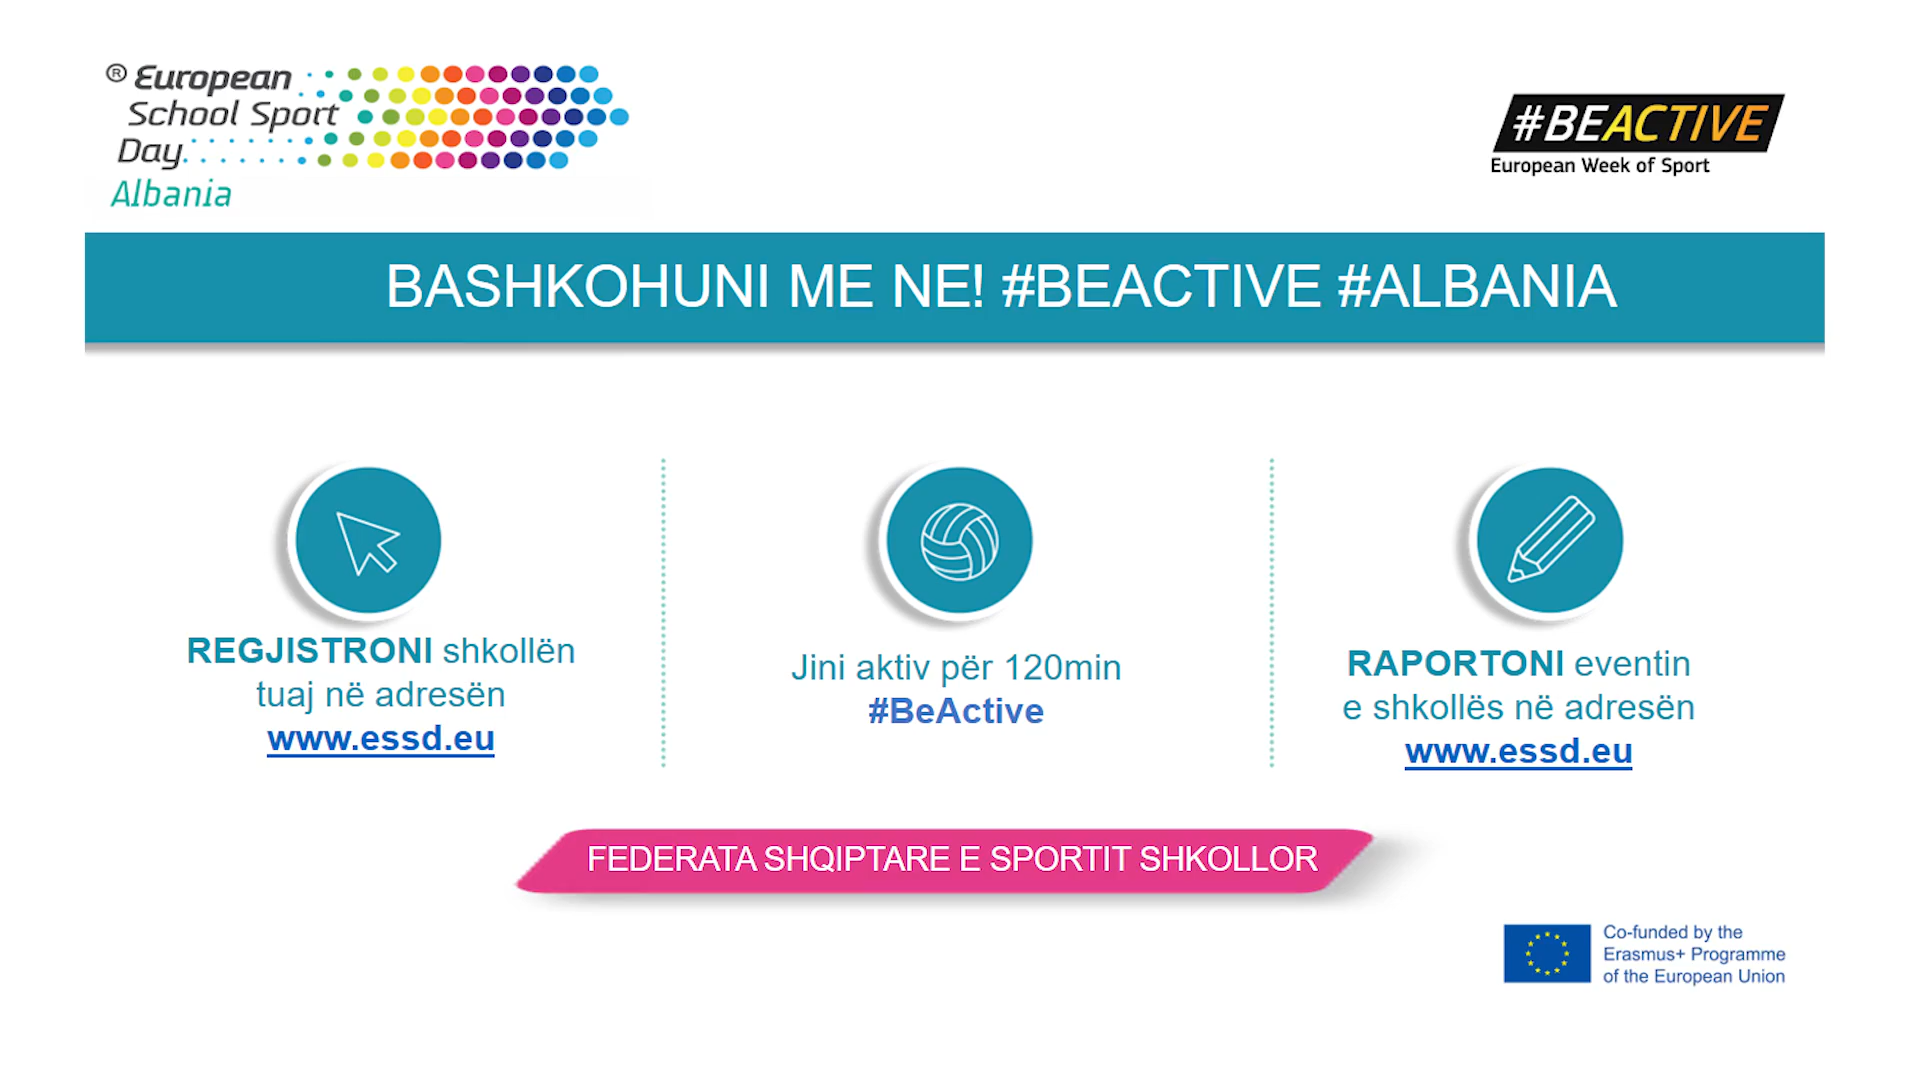 ® European
School Sport
Day
Albania
#BEACTIVE
European Week of Sport
BASHKOHUNI ME NE! #BEACTIVE #ALBANIA
REGJISTRONI shkollën
tuaj në adresën
www.essd.eu
Jini aktiv për 120min
#BeActive
RAPORTONI eventin
e shkollës në adresën
www.essd.eu
FEDERATA SHQIPTARE E SPORTIT SHKOLLOR
Co-funded by the
Erasmus+ Programme
of the European Union